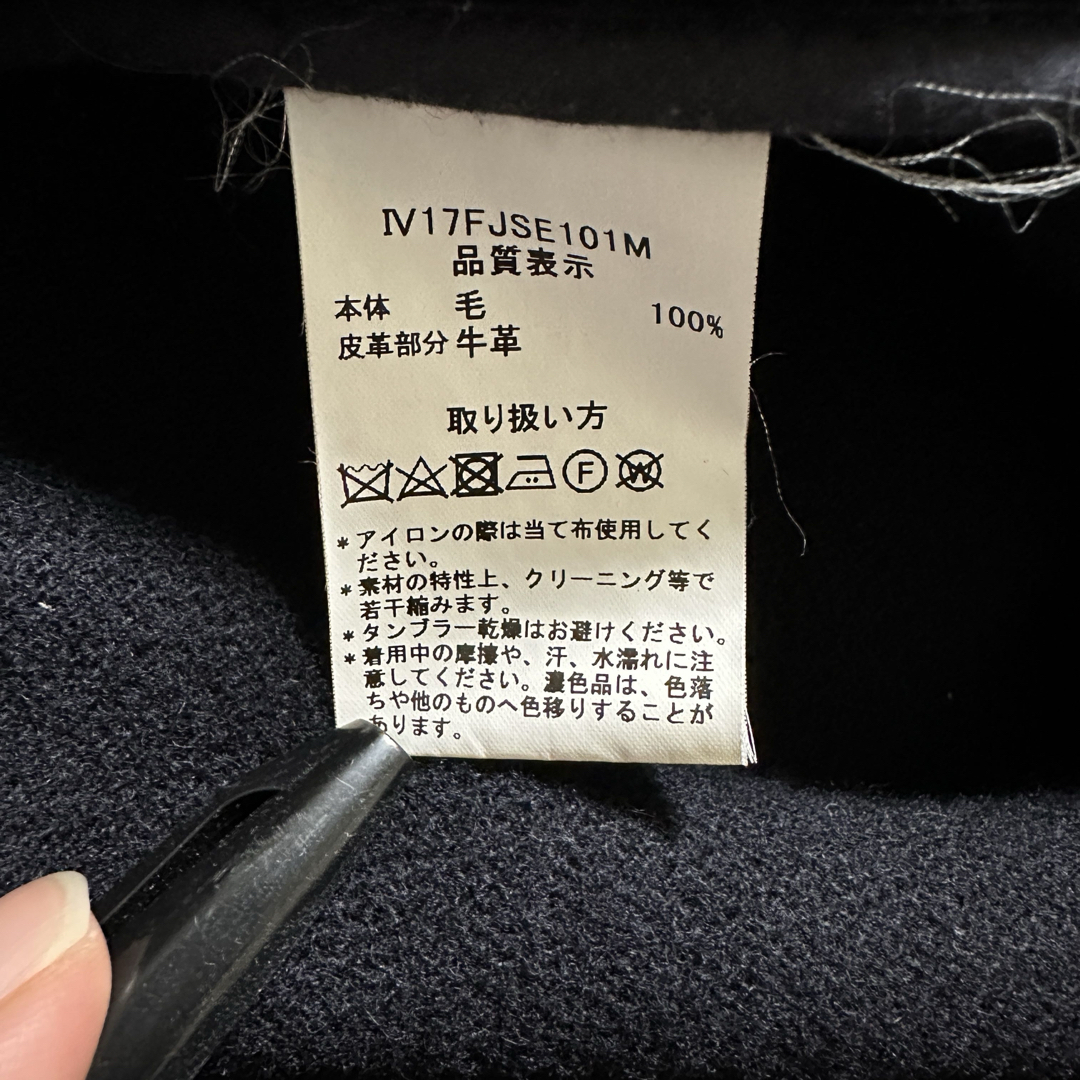 Ⅳ17FJSE101M
品質表示
本体 毛 100%
皮革部分 牛革
取り扱い方
F W
*アイロンの際は当て布使用してく
ださい。
*素材の特性上、クリーニング等で
若干縮みます。
*タンブラー乾燥はお避けください。
*着用中の摩擦や、汗、水濡れに注
意してください。濃色品は、色落
ちや他のものへ色移りすることが
あります。